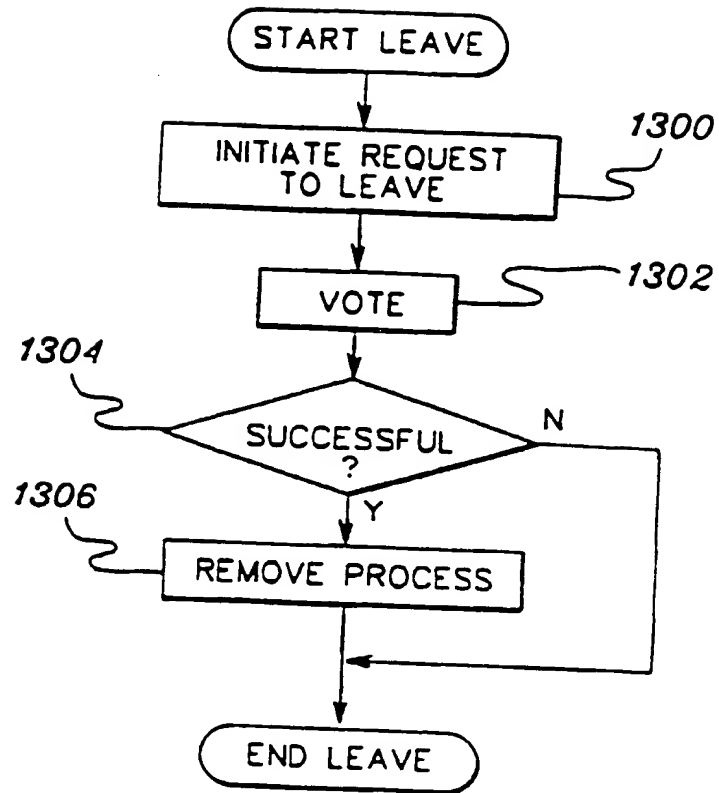 START LEAVE
1300
INITIATE REQUEST
TO LEAVE
1302
VOTE
1304
SUCCESSFUL
?
N
Y
1306
REMOVE PROCESS
END LEAVE